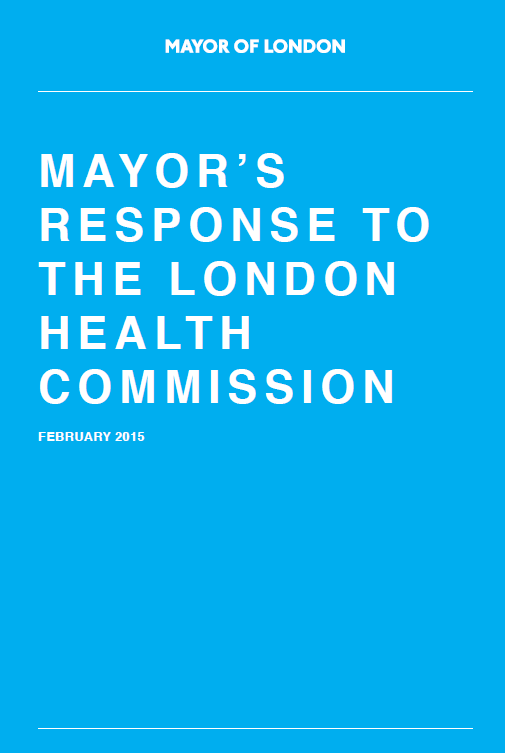 MAYOR OF LONDON
MAYOR’S
RESPONSE TO
THE LONDON
HEALTH
COMMISSION
FEBRUARY 2015